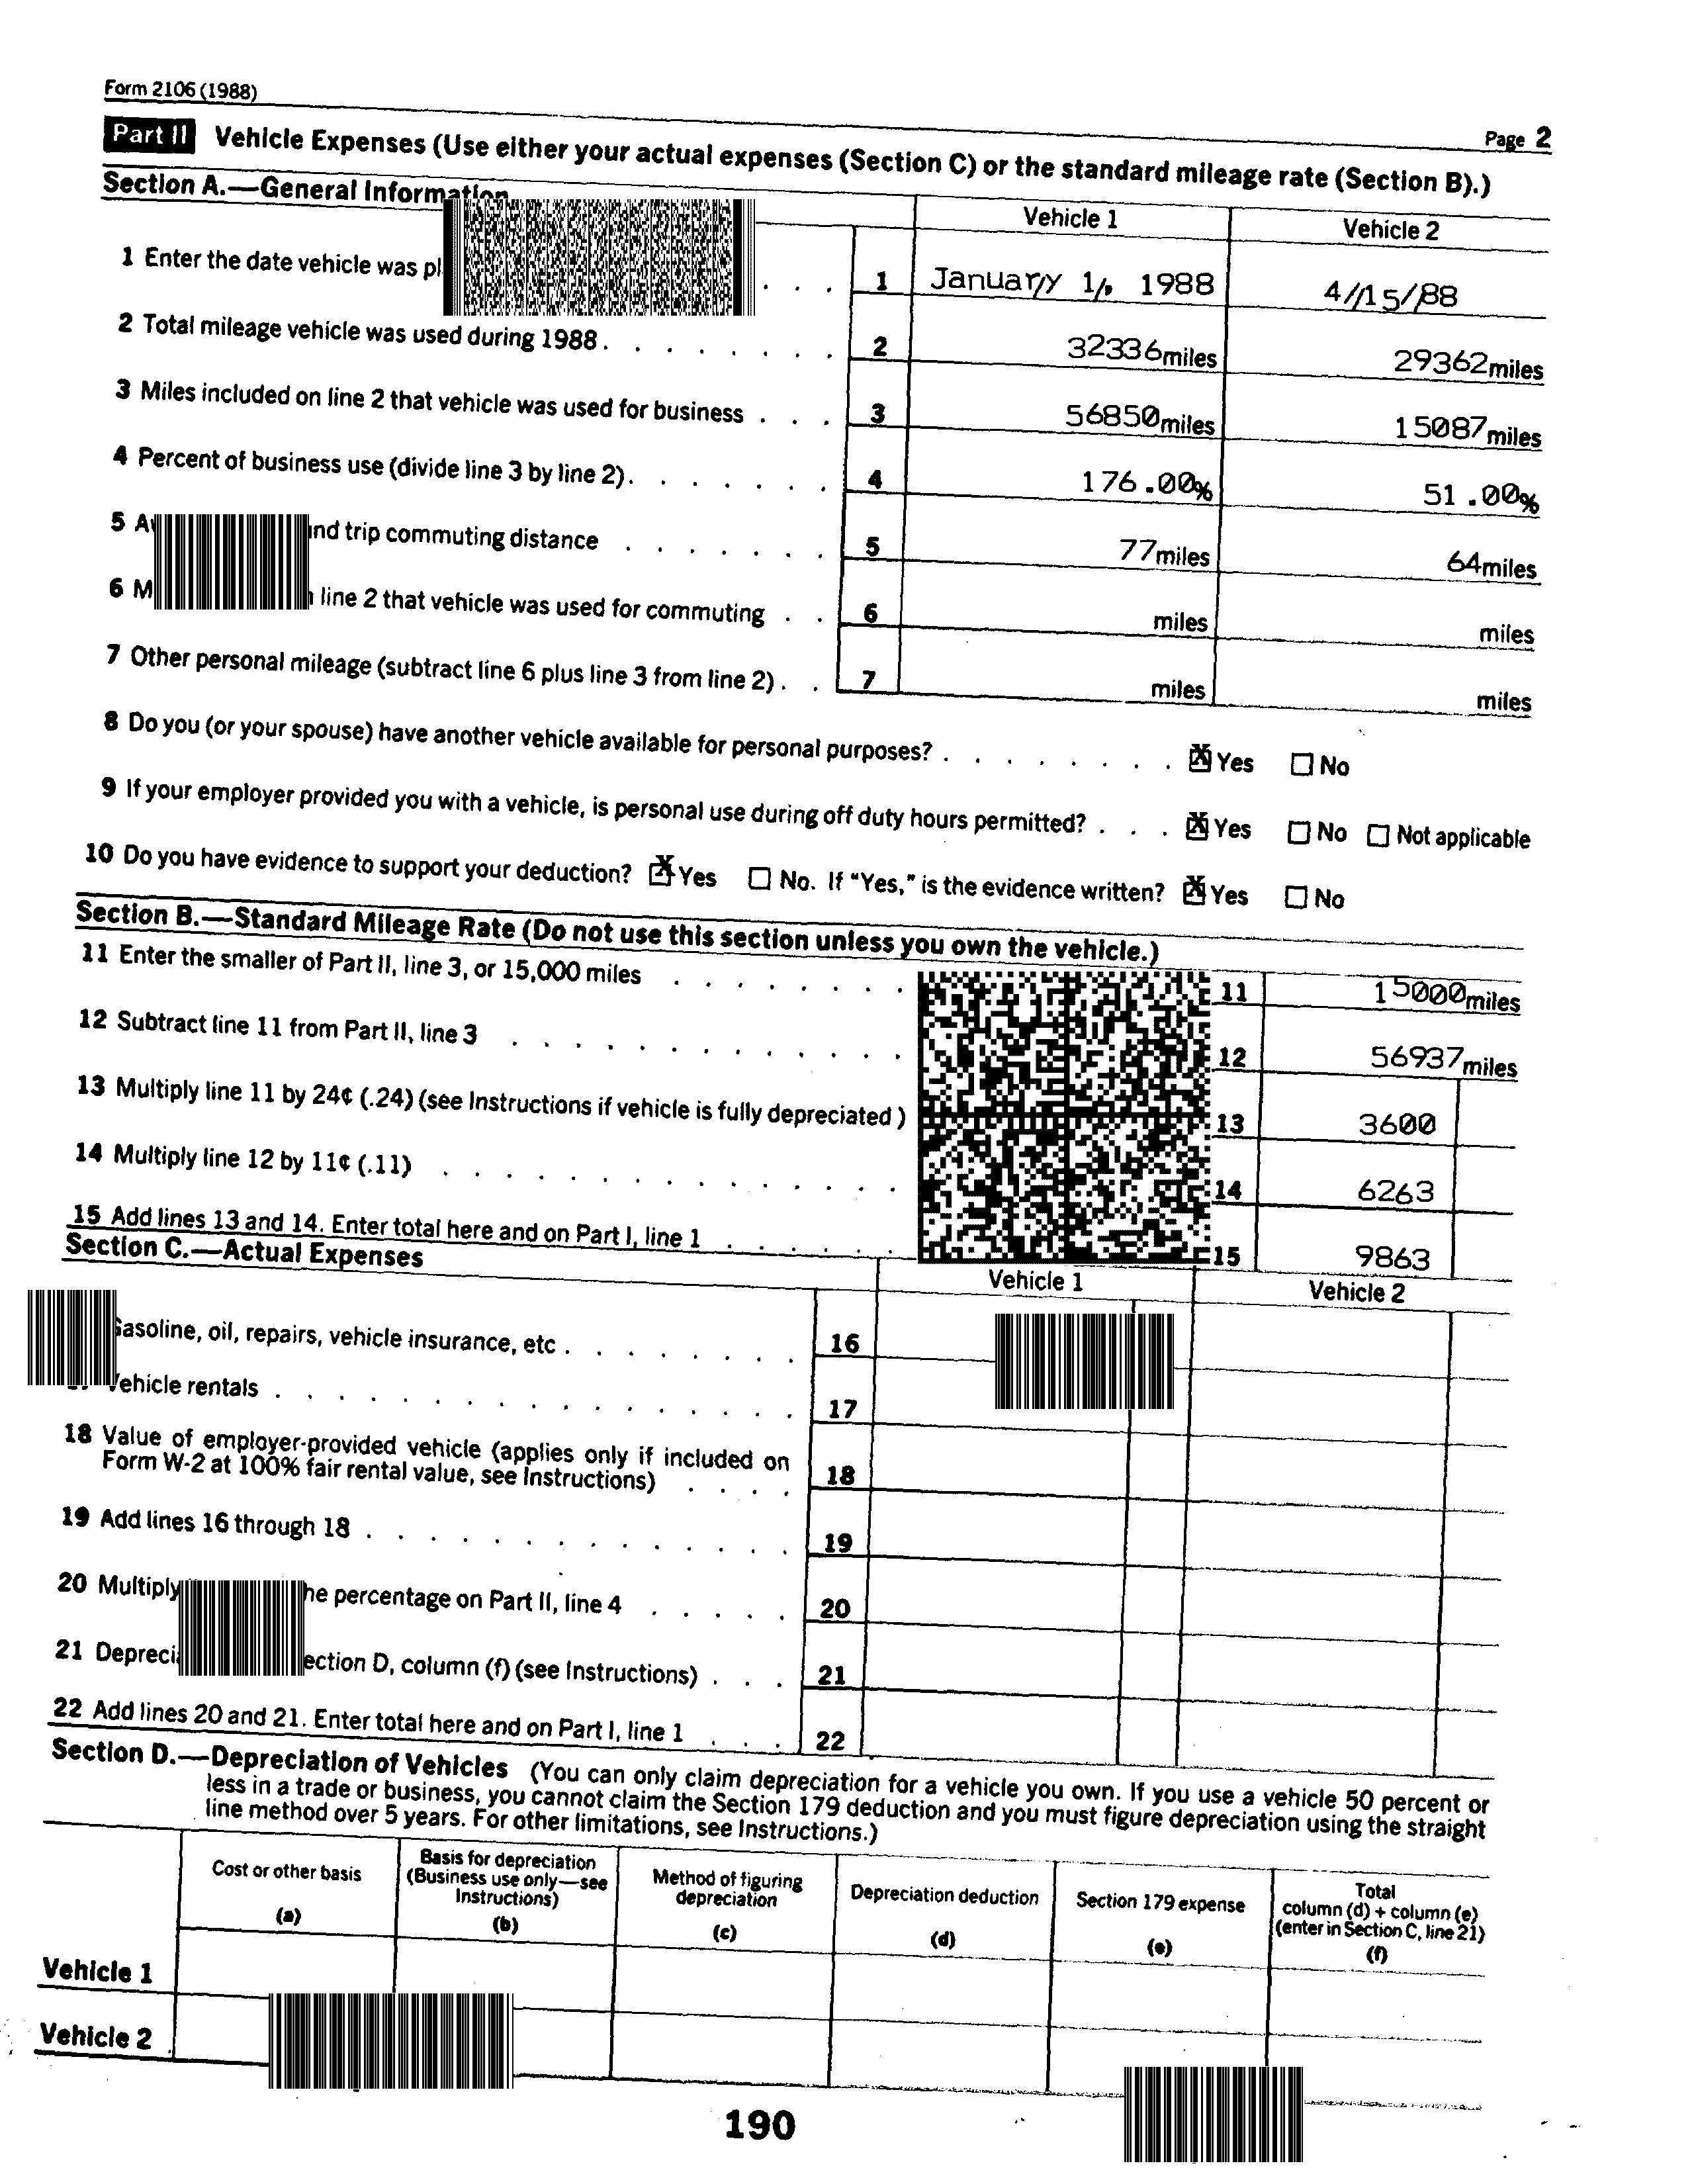 Form 2106 (1988)
Page 2
Part II Vehicle Expenses (Use either your actual expenses (Section C) or the standard mileage rate (Section B).)
Section A.—General Information
Vehicle 1 Vehicle 2
1 Enter the date vehicle was . . . 1 January 1, 1988 4/15/88
2 Total mileage vehicle was used during 1988 . . . . . . . 2 32336 miles 29362 miles
3 Miles included on line 2 that vehicle was used for business . . . 3 56850 miles 15087 miles
4 Percent of business use (divide line 3 by line 2) . . . . . . 4 176.00% 51.00%
5 trip commuting distance . . . . . . . 5 77 miles 64 miles
6 line 2 that vehicle was used for commuting . . 6 miles miles
7 Other personal mileage (subtract line 6 plus line 3 from line 2) . . 7 miles miles
8 Do you (or your spouse) have another vehicle available for personal purposes? . . . . . . . . ☒ Yes ☐ No
9 If your employer provided you with a vehicle, is personal use during off duty hours permitted? . . . ☒ Yes ☐ No ☐ Not applicable
10 Do you have evidence to support your deduction? ☒ Yes ☐ No. If "Yes," is the evidence written? ☒ Yes ☐ No
Section B.—Standard Mileage Rate (Do not use this section unless you own the vehicle.)
11 Enter the smaller of Part II, line 3, or 15,000 miles . . . . . . . 11 15000 miles
12 Subtract line 11 from Part II, line 3 . . . . . . . . . . . . 12 56937 miles
13 Multiply line 11 by 24¢ (.24) (see Instructions if vehicle is fully depreciated ) 13 3600
14 Multiply line 12 by 11¢ (.11) . . . . . . . . . . . . . . 14 6263
15 Add lines 13 and 14. Enter total here and on Part I, line 1 . . . . . . 15 9863
Section C.—Actual Expenses
Vehicle 1 Vehicle 2
Gasoline, oil, repairs, vehicle insurance, etc . . . . . . . . 16
Vehicle rentals . . . . . . . . . . . . . . . . 17
18 Value of employer-provided vehicle (applies only if included on
Form W-2 at 100% fair rental value, see Instructions) . . . . 18
19 Add lines 16 through 18 . . . . . . . . . . . . . 19
20 Multiply the percentage on Part II, line 4 . . . . . 20
21 Section D, column (f) (see Instructions) . . . 21
22 Add lines 20 and 21. Enter total here and on Part I, line 1 . . . 22
Section D.—Depreciation of Vehicles (You can only claim depreciation for a vehicle you own. If you use a vehicle 50 percent or
less in a trade or business, you cannot claim the Section 179 deduction and you must figure depreciation using the straight
line method over 5 years. For other limitations, see Instructions.)
Cost or other basis (a)
Basis for depreciation (Business use only—see Instructions) (b)
Method of figuring depreciation (c)
Depreciation deduction (d)
Section 179 expense (e)
Total column (d) + column (e) (enter in Section C, line 21) (f)
Vehicle 1
Vehicle 2
190